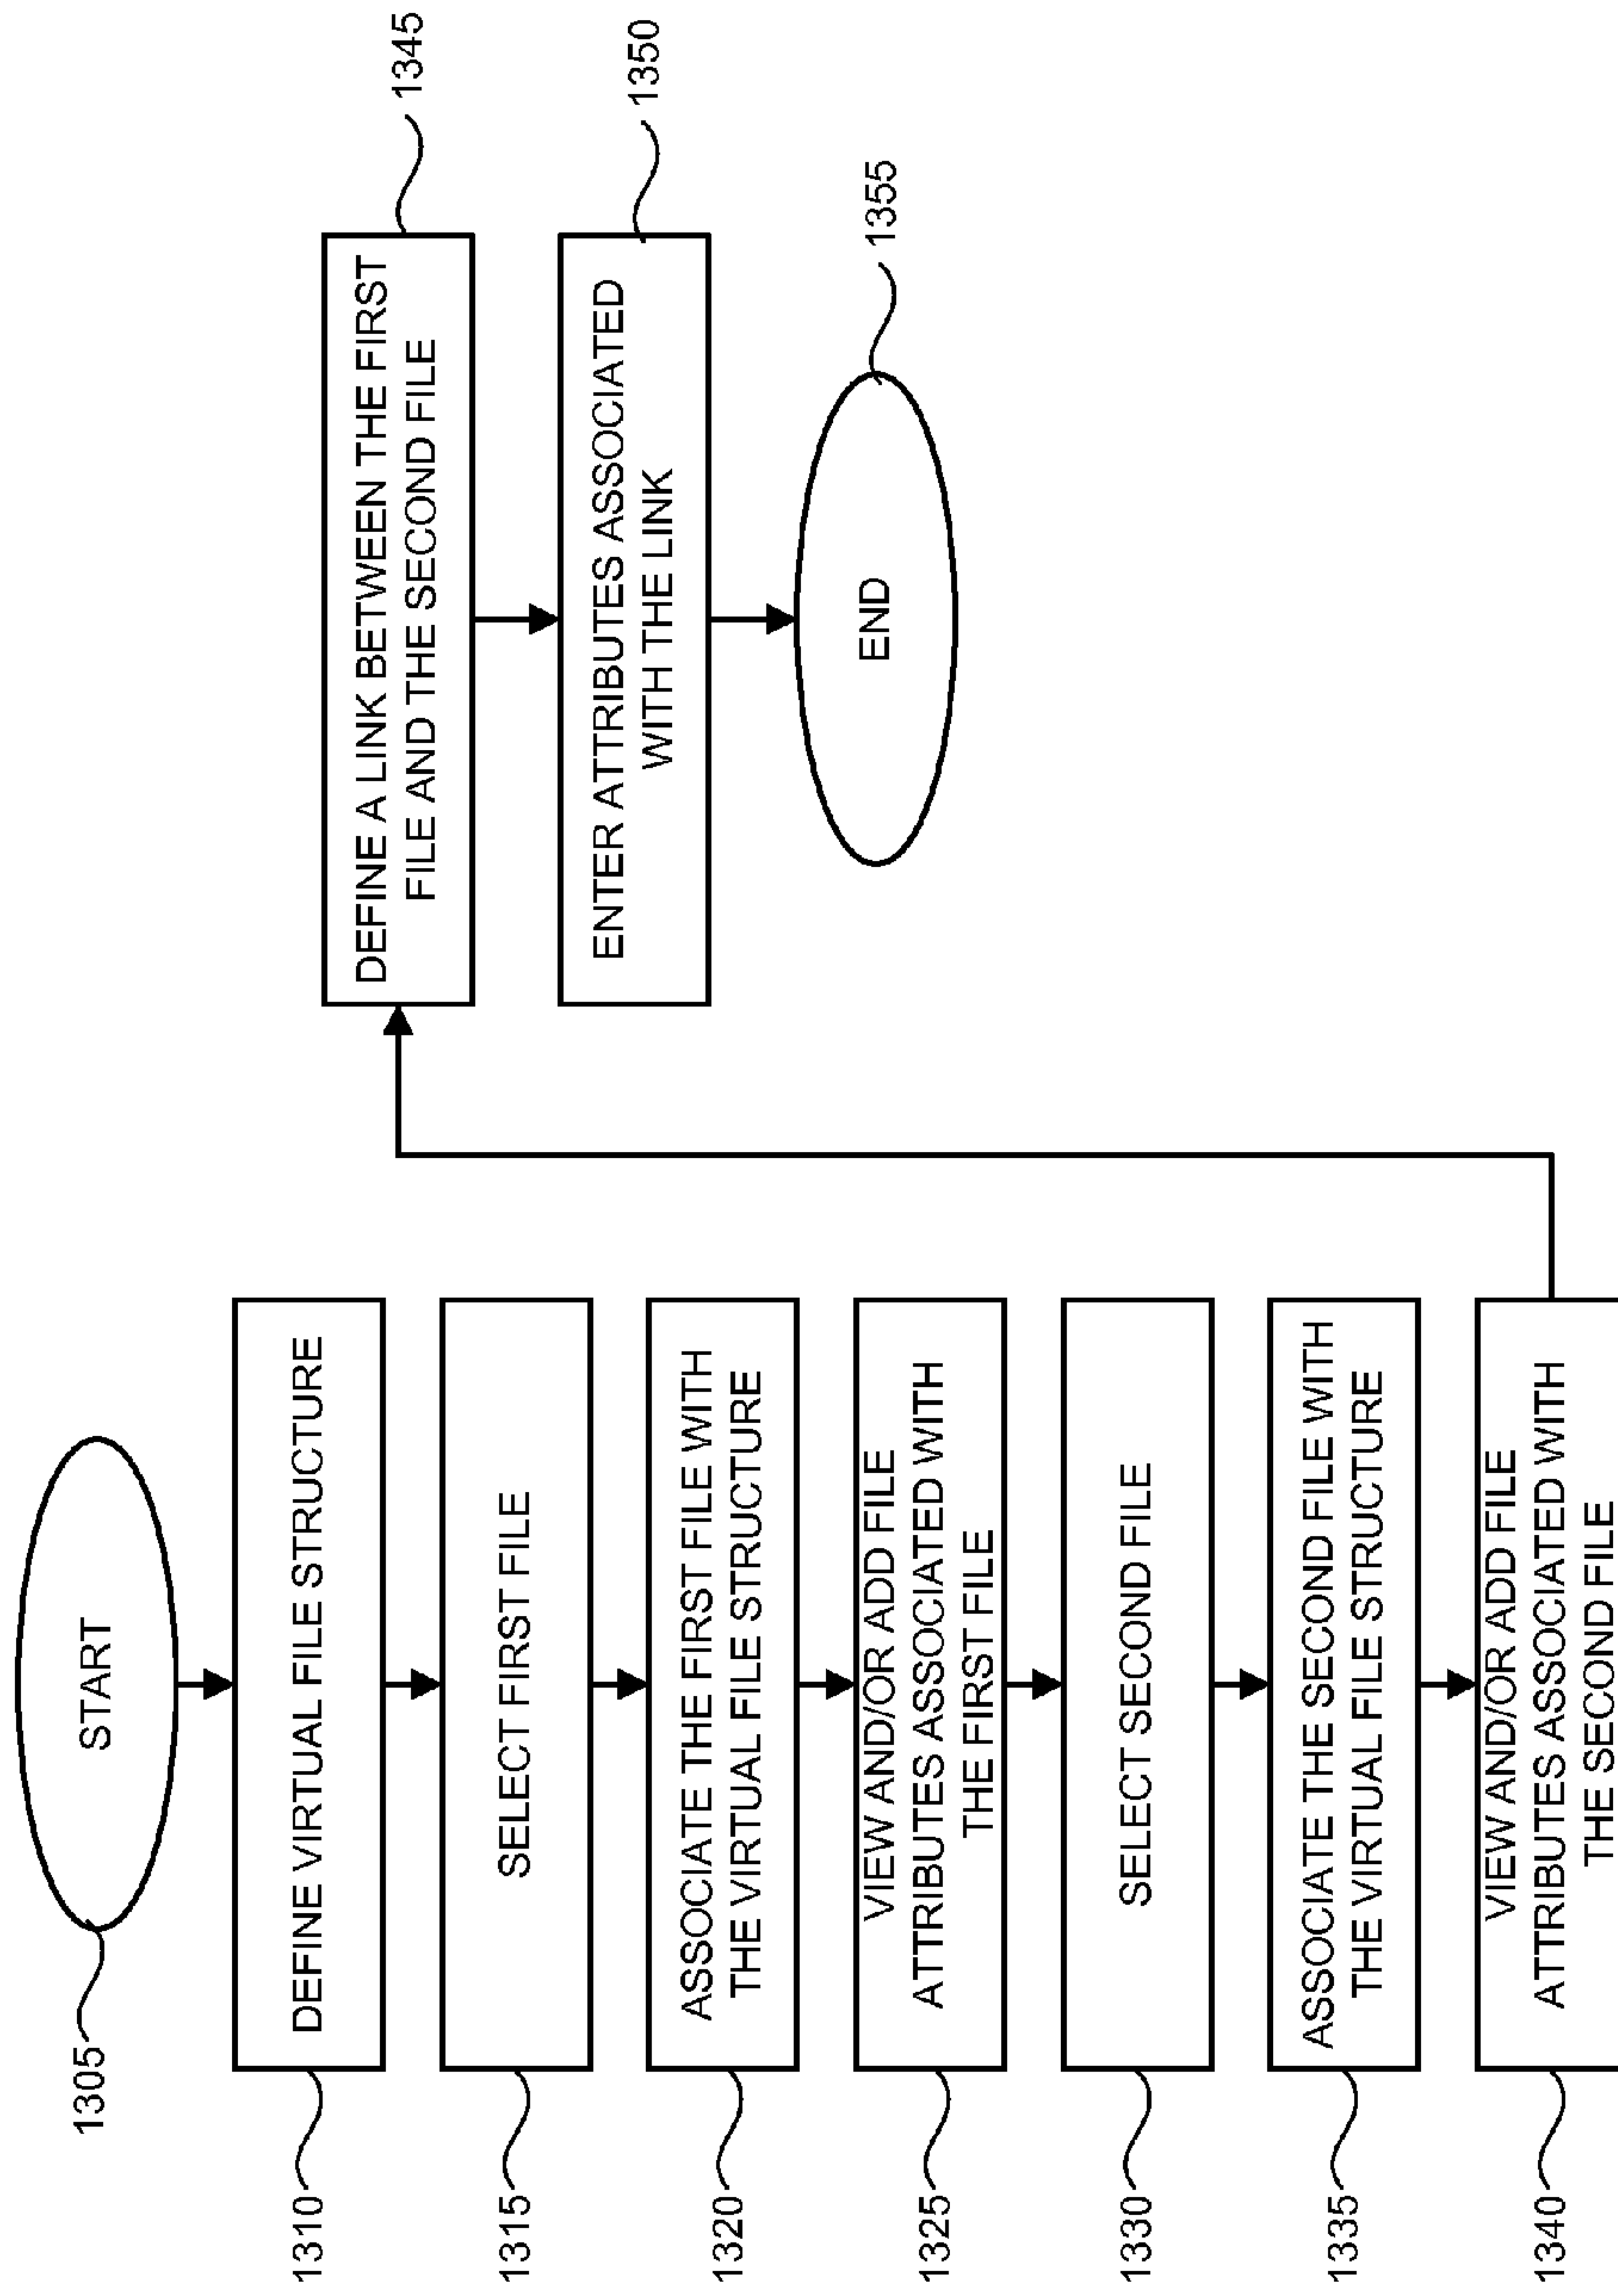 START
1305
DEFINE VIRTUAL FILE STRUCTURE
1310
SELECT FIRST FILE
1315
ASSOCIATE THE FIRST FILE WITH
THE VIRTUAL FILE STRUCTURE
1320
VIEW AND/OR ADD FILE
ATTRIBUTES ASSOCIATED WITH
THE FIRST FILE
1325
SELECT SECOND FILE
1330
ASSOCIATE THE SECOND FILE WITH
THE VIRTUAL FILE STRUCTURE
1335
VIEW AND/OR ADD FILE
ATTRIBUTES ASSOCIATED WITH
THE SECOND FILE
1340
DEFINE A LINK BETWEEN THE FIRST
FILE AND THE SECOND FILE
1345
ENTER ATTRIBUTES ASSOCIATED
WITH THE LINK
1350
END
1355